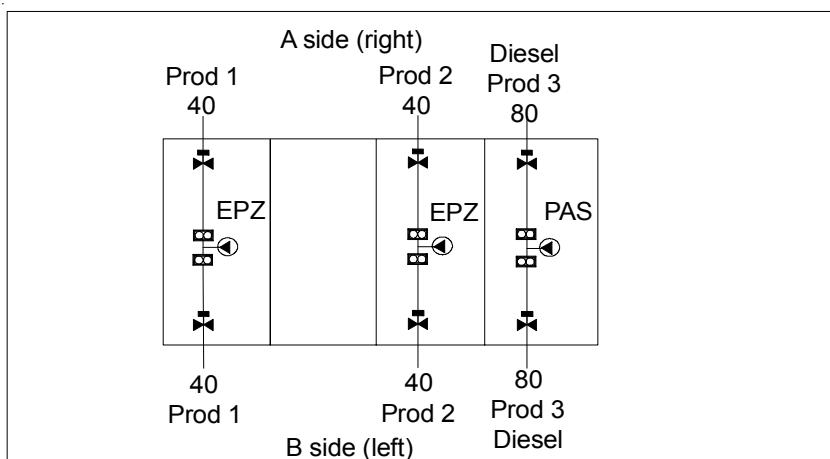 A side (right)
Prod 1
40
Prod 2
40
Diesel
Prod 3
80
EPZ
EPZ
PAS
40
Prod 1
40
Prod 2
80
Prod 3
Diesel
B side (left)